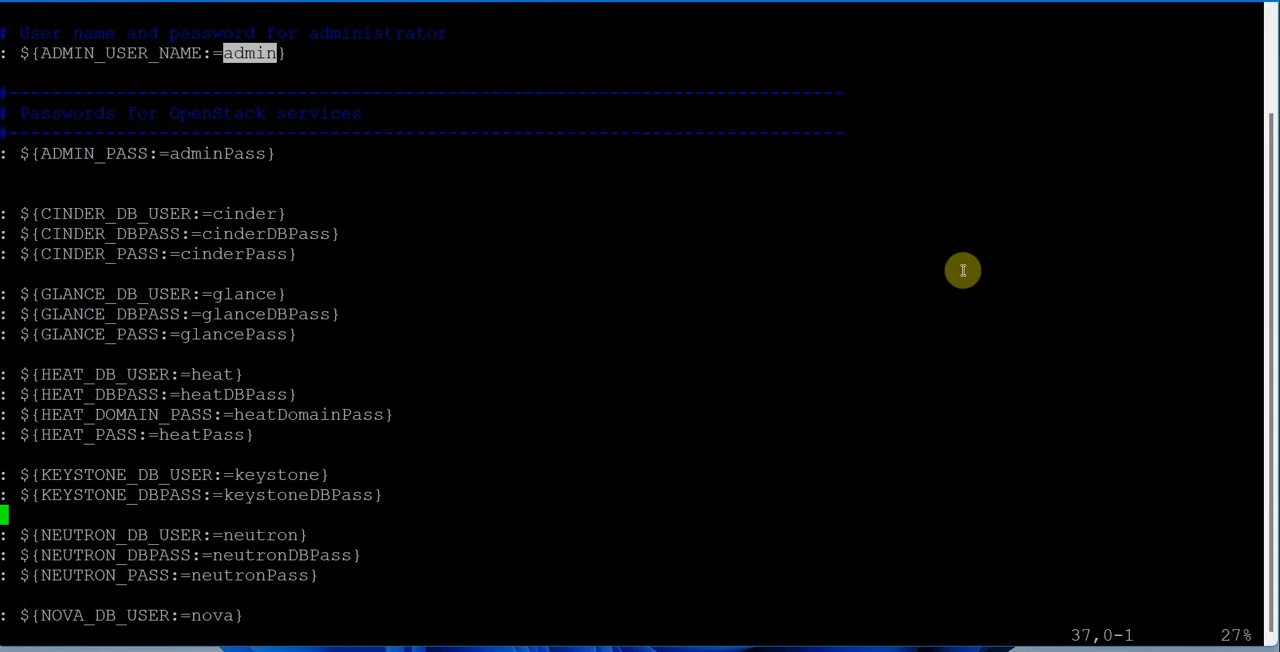 # User name and password for administrator
: ${ADMIN_USER_NAME:=admin}
#------------------------------------------------------------------------------
# Passwords for OpenStack services
#------------------------------------------------------------------------------
: ${ADMIN_PASS:=adminPass}
: ${CINDER_DB_USER:=cinder}
: ${CINDER_DBPASS:=cinderDBPass}
: ${CINDER_PASS:=cinderPass}
: ${GLANCE_DB_USER:=glance}
: ${GLANCE_DBPASS:=glanceDBPass}
: ${GLANCE_PASS:=glancePass}
: ${HEAT_DB_USER:=heat}
: ${HEAT_DBPASS:=heatDBPass}
: ${HEAT_DOMAIN_PASS:=heatDomainPass}
: ${HEAT_PASS:=heatPass}
: ${KEYSTONE_DB_USER:=keystone}
: ${KEYSTONE_DBPASS:=keystoneDBPass}
: ${NEUTRON_DB_USER:=neutron}
: ${NEUTRON_DBPASS:=neutronDBPass}
: ${NEUTRON_PASS:=neutronPass}
: ${NOVA_DB_USER:=nova}
37,0-1 27%